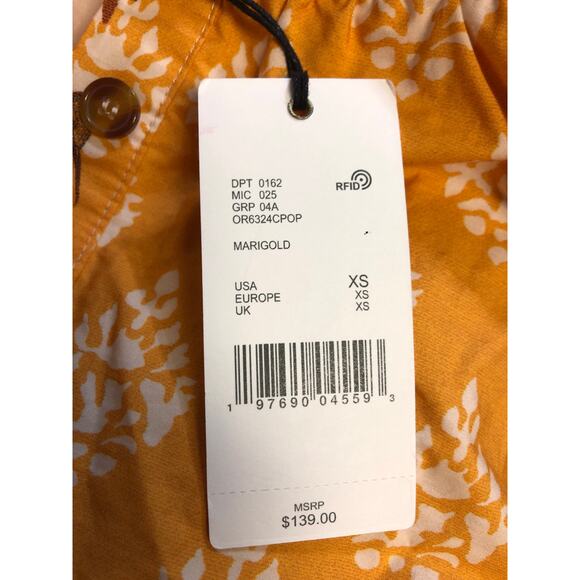 DPT 0162
MIC 025
GRP 04A
OR6324CPOP
RFID
MARIGOLD
USA XS
EUROPE XS
UK XS
1 97690 04559 3
MSRP
$139.00